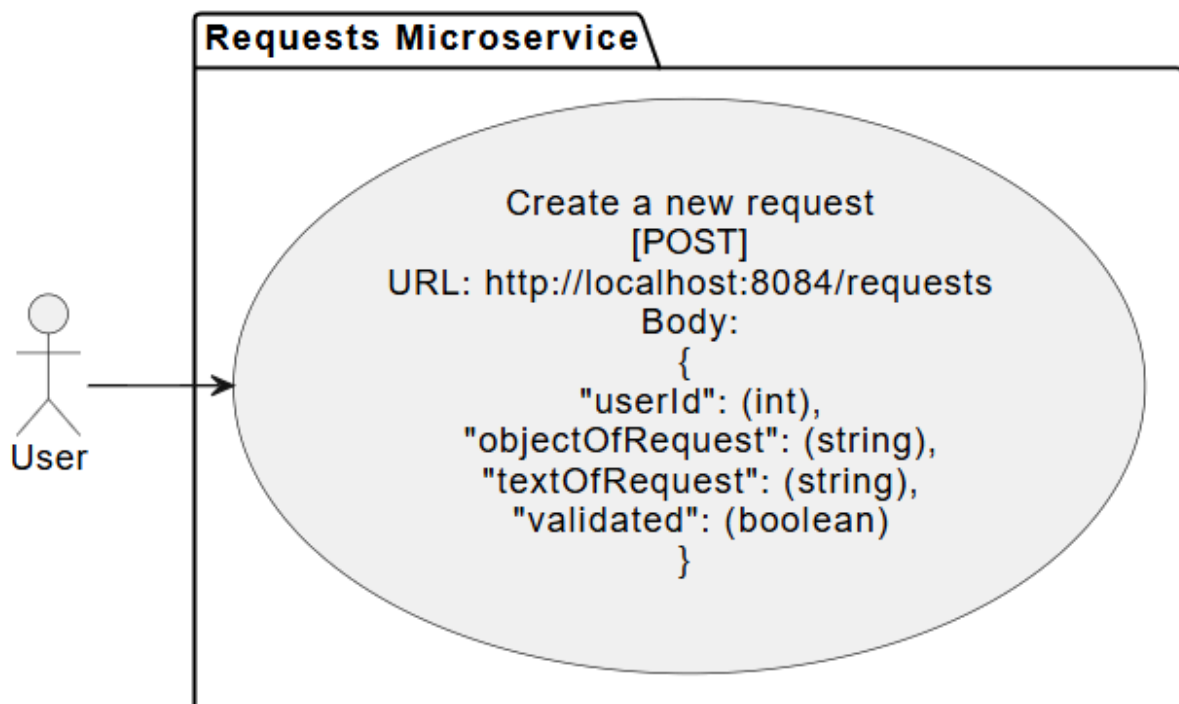 Requests Microservice
Create a new request
[POST]
URL: http://localhost:8084/requests
Body:
{
"userId": (int),
"objectOfRequest": (string),
"textOfRequest": (string),
"validated": (boolean)
}
User